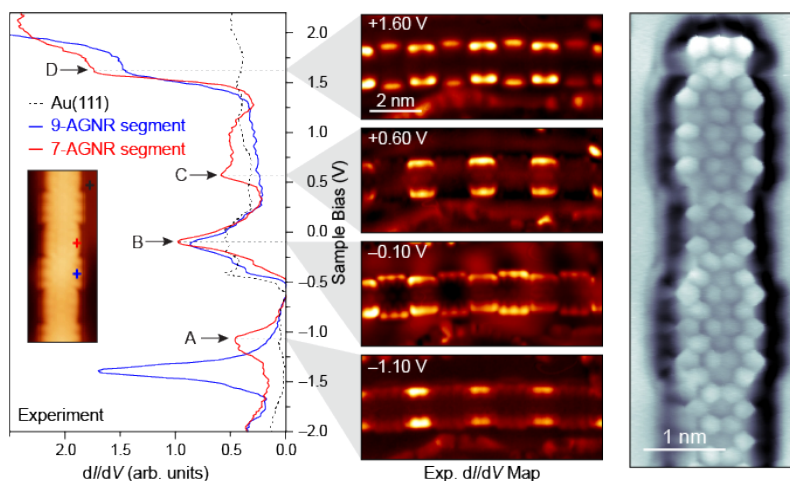 D
Au(111)
9-AGNR segment
7-AGNR segment
C
B
A
Experiment
2.0 1.5 1.0 0.5 0.0
dI/dV (arb. units)
2.0
1.5
1.0
0.5
0.0
−0.5
−1.0
−1.5
−2.0
Sample Bias (V)
+1.60 V
2 nm
+0.60 V
−0.10 V
−1.10 V
Exp. dI/dV Map
1 nm